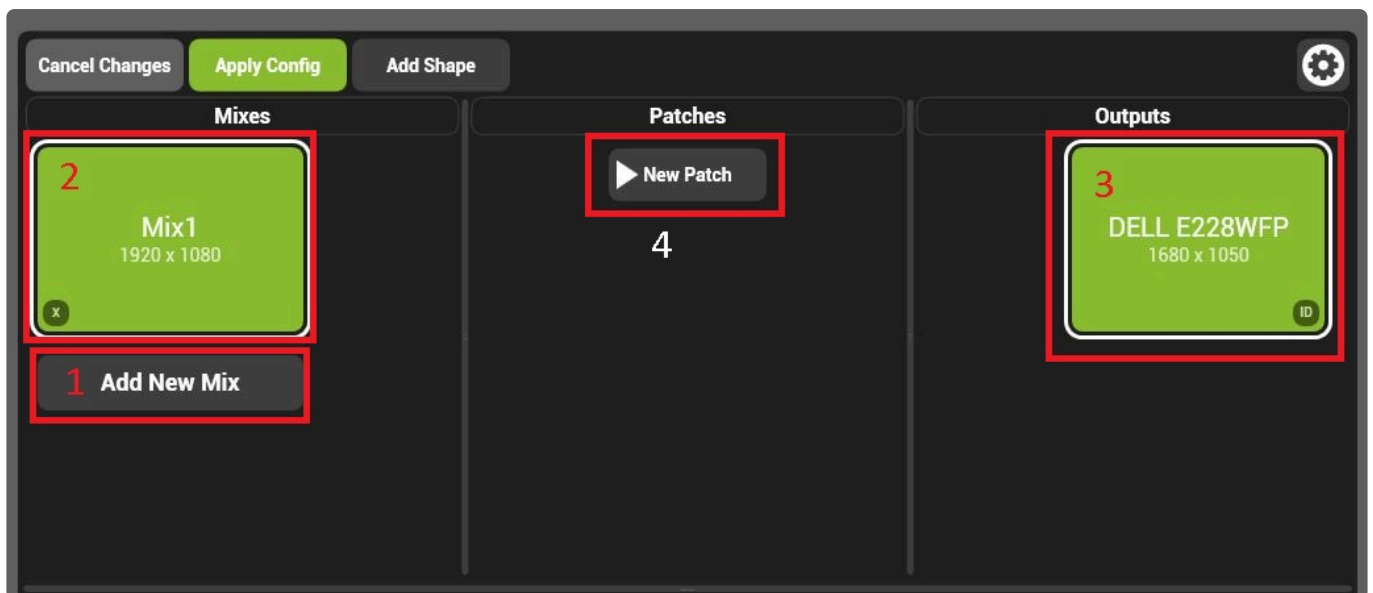 Cancel Changes Apply Config Add Shape
Mixes Patches Outputs
2
Mix1
1920 x 1080
X
1 Add New Mix
New Patch
4
3
DELL E228WFP
1680 x 1050
ID